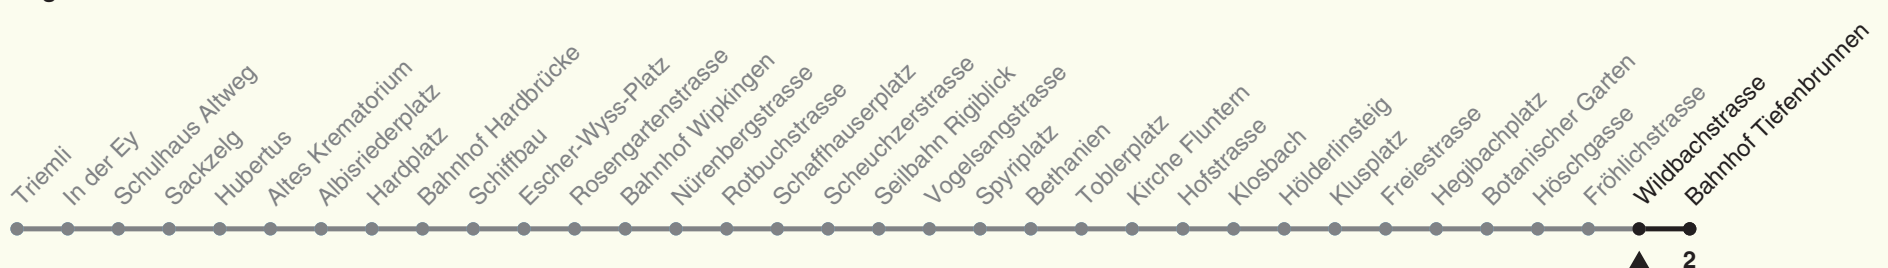 Triemli
In der Ey
Schulhaus Altweg
Sackzelg
Hubertus
Altes Krematorium
Albisriederplatz
Hardplatz
Bahnhof Hardbrücke
Schiffbau
Escher-Wyss-Platz
Rosengartenstrasse
Bahnhof Wipkingen
Nürenbergstrasse
Rotbuchstrasse
Schaffhauserplatz
Scheuchzerstrasse
Seilbahn Rigiblick
Vogelsangstrasse
Spyriplatz
Bethanien
Toblerplatz
Kirche Fluntern
Hofstrasse
Klosbach
Hölderlinsteig
Klusplatz
Freiestrasse
Hegibachplatz
Botanischer Garten
Höschgasse
Fröhlichstrasse
Wildbachstrasse
Bahnhof Tiefenbrunnen
2